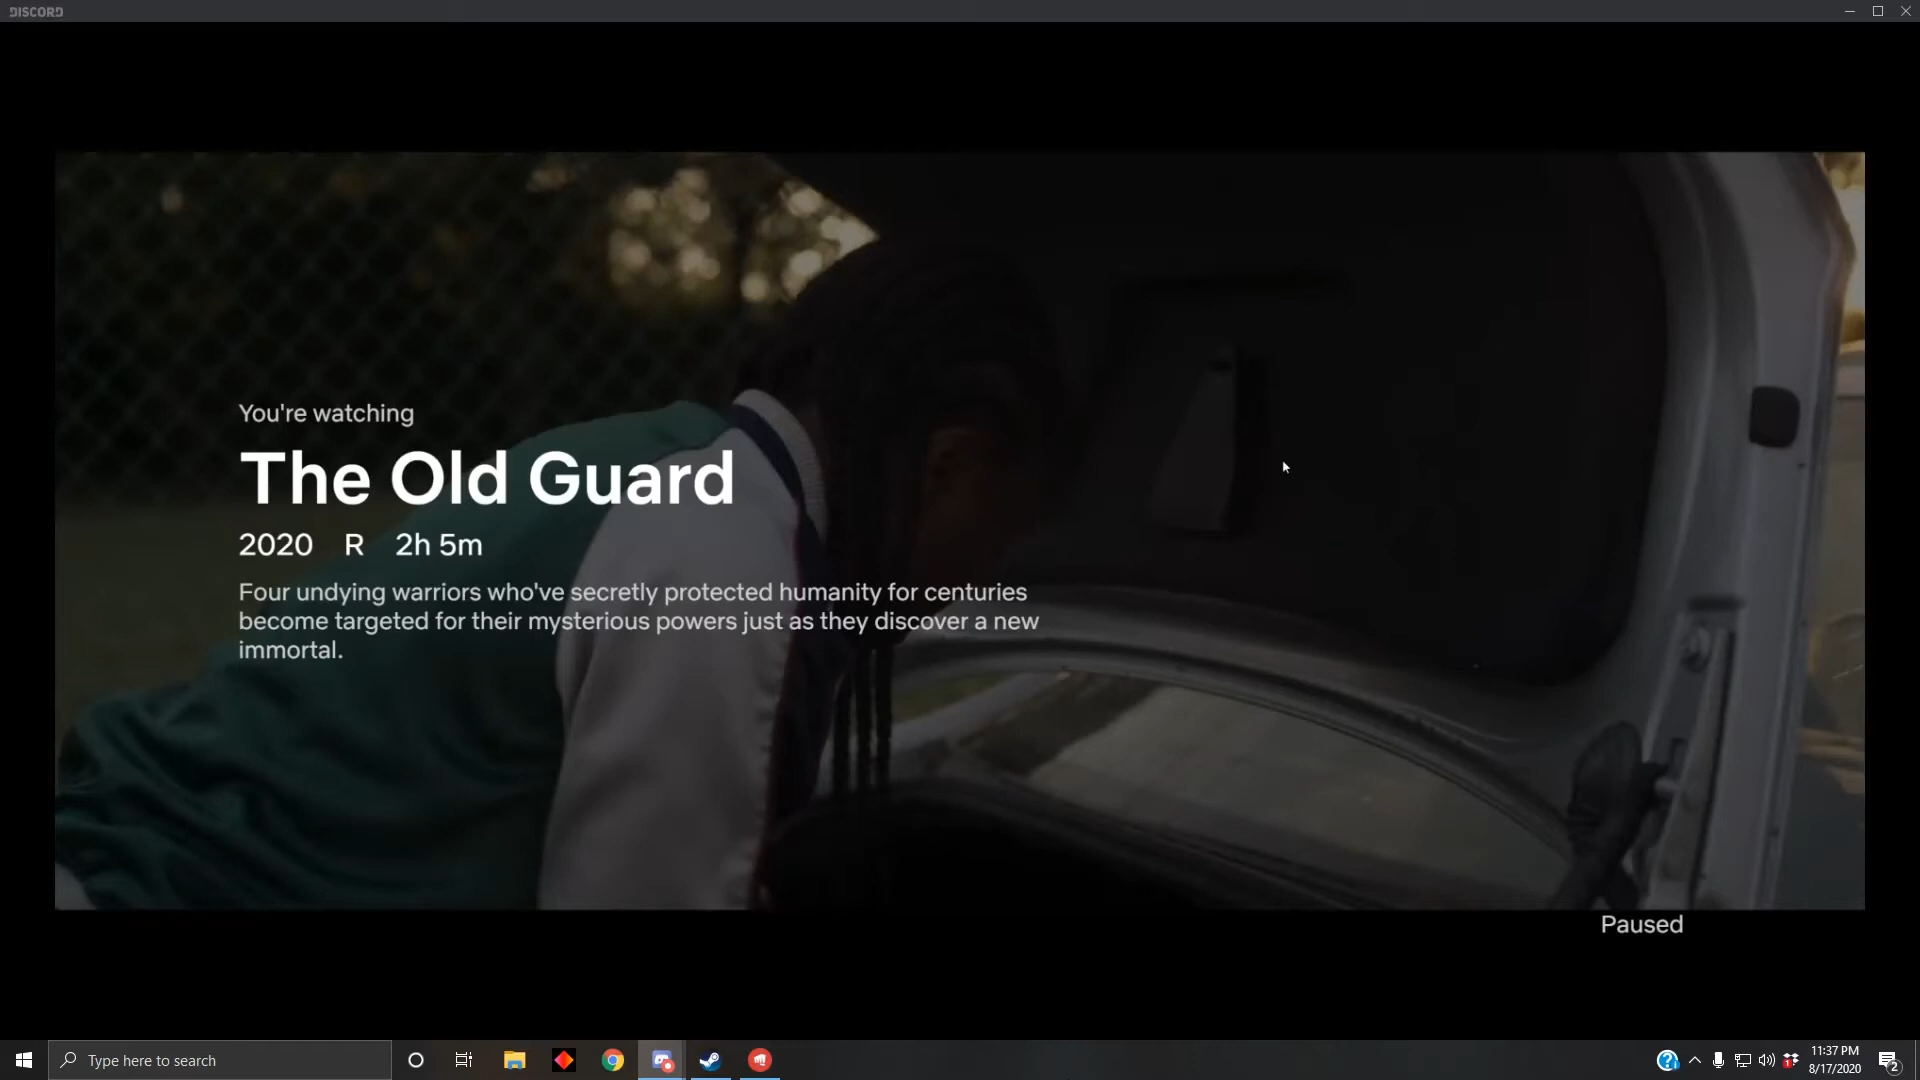 DISCORD
You're watching
The Old Guard
2020 R 2h 5m
Four undying warriors who've secretly protected humanity for centuries
become targeted for their mysterious powers just as they discover a new
immortal.
Paused
Type here to search
11:37 PM
8/17/2020
1
2